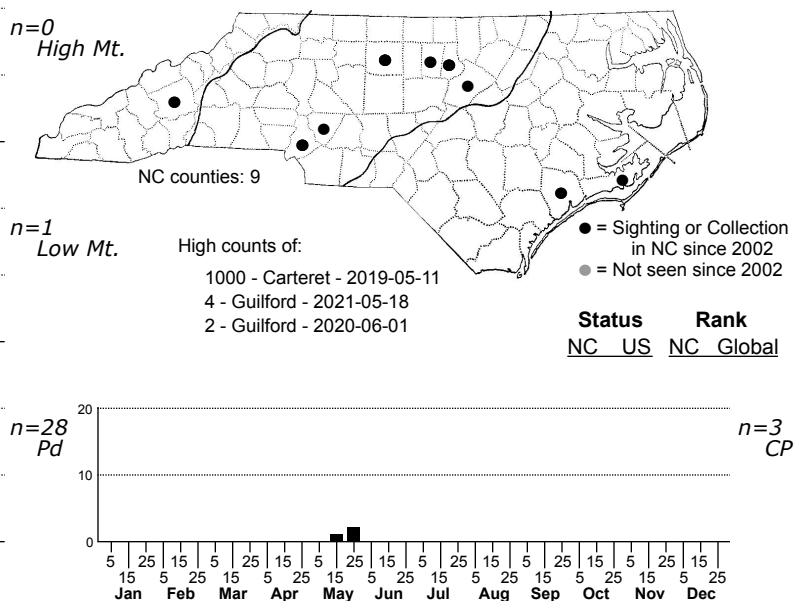 n=0
High Mt.
NC counties: 9
n=1
Low Mt.
High counts of:
1000 - Carteret - 2019-05-11
4 - Guilford - 2021-05-18
2 - Guilford - 2020-06-01
● = Sighting or Collection
in NC since 2002
● = Not seen since 2002
Status Rank
NC US NC Global
n=28
Pd
n=3
CP
20
10
0
5 25 15 5 25 15 5 25 15 5 25 15 5 25 15 5 25 15
15 5 25 15 5 25 15 5 25 15 5 25 15 5 25 15 5 25
Jan Feb Mar Apr May Jun Jul Aug Sep Oct Nov Dec